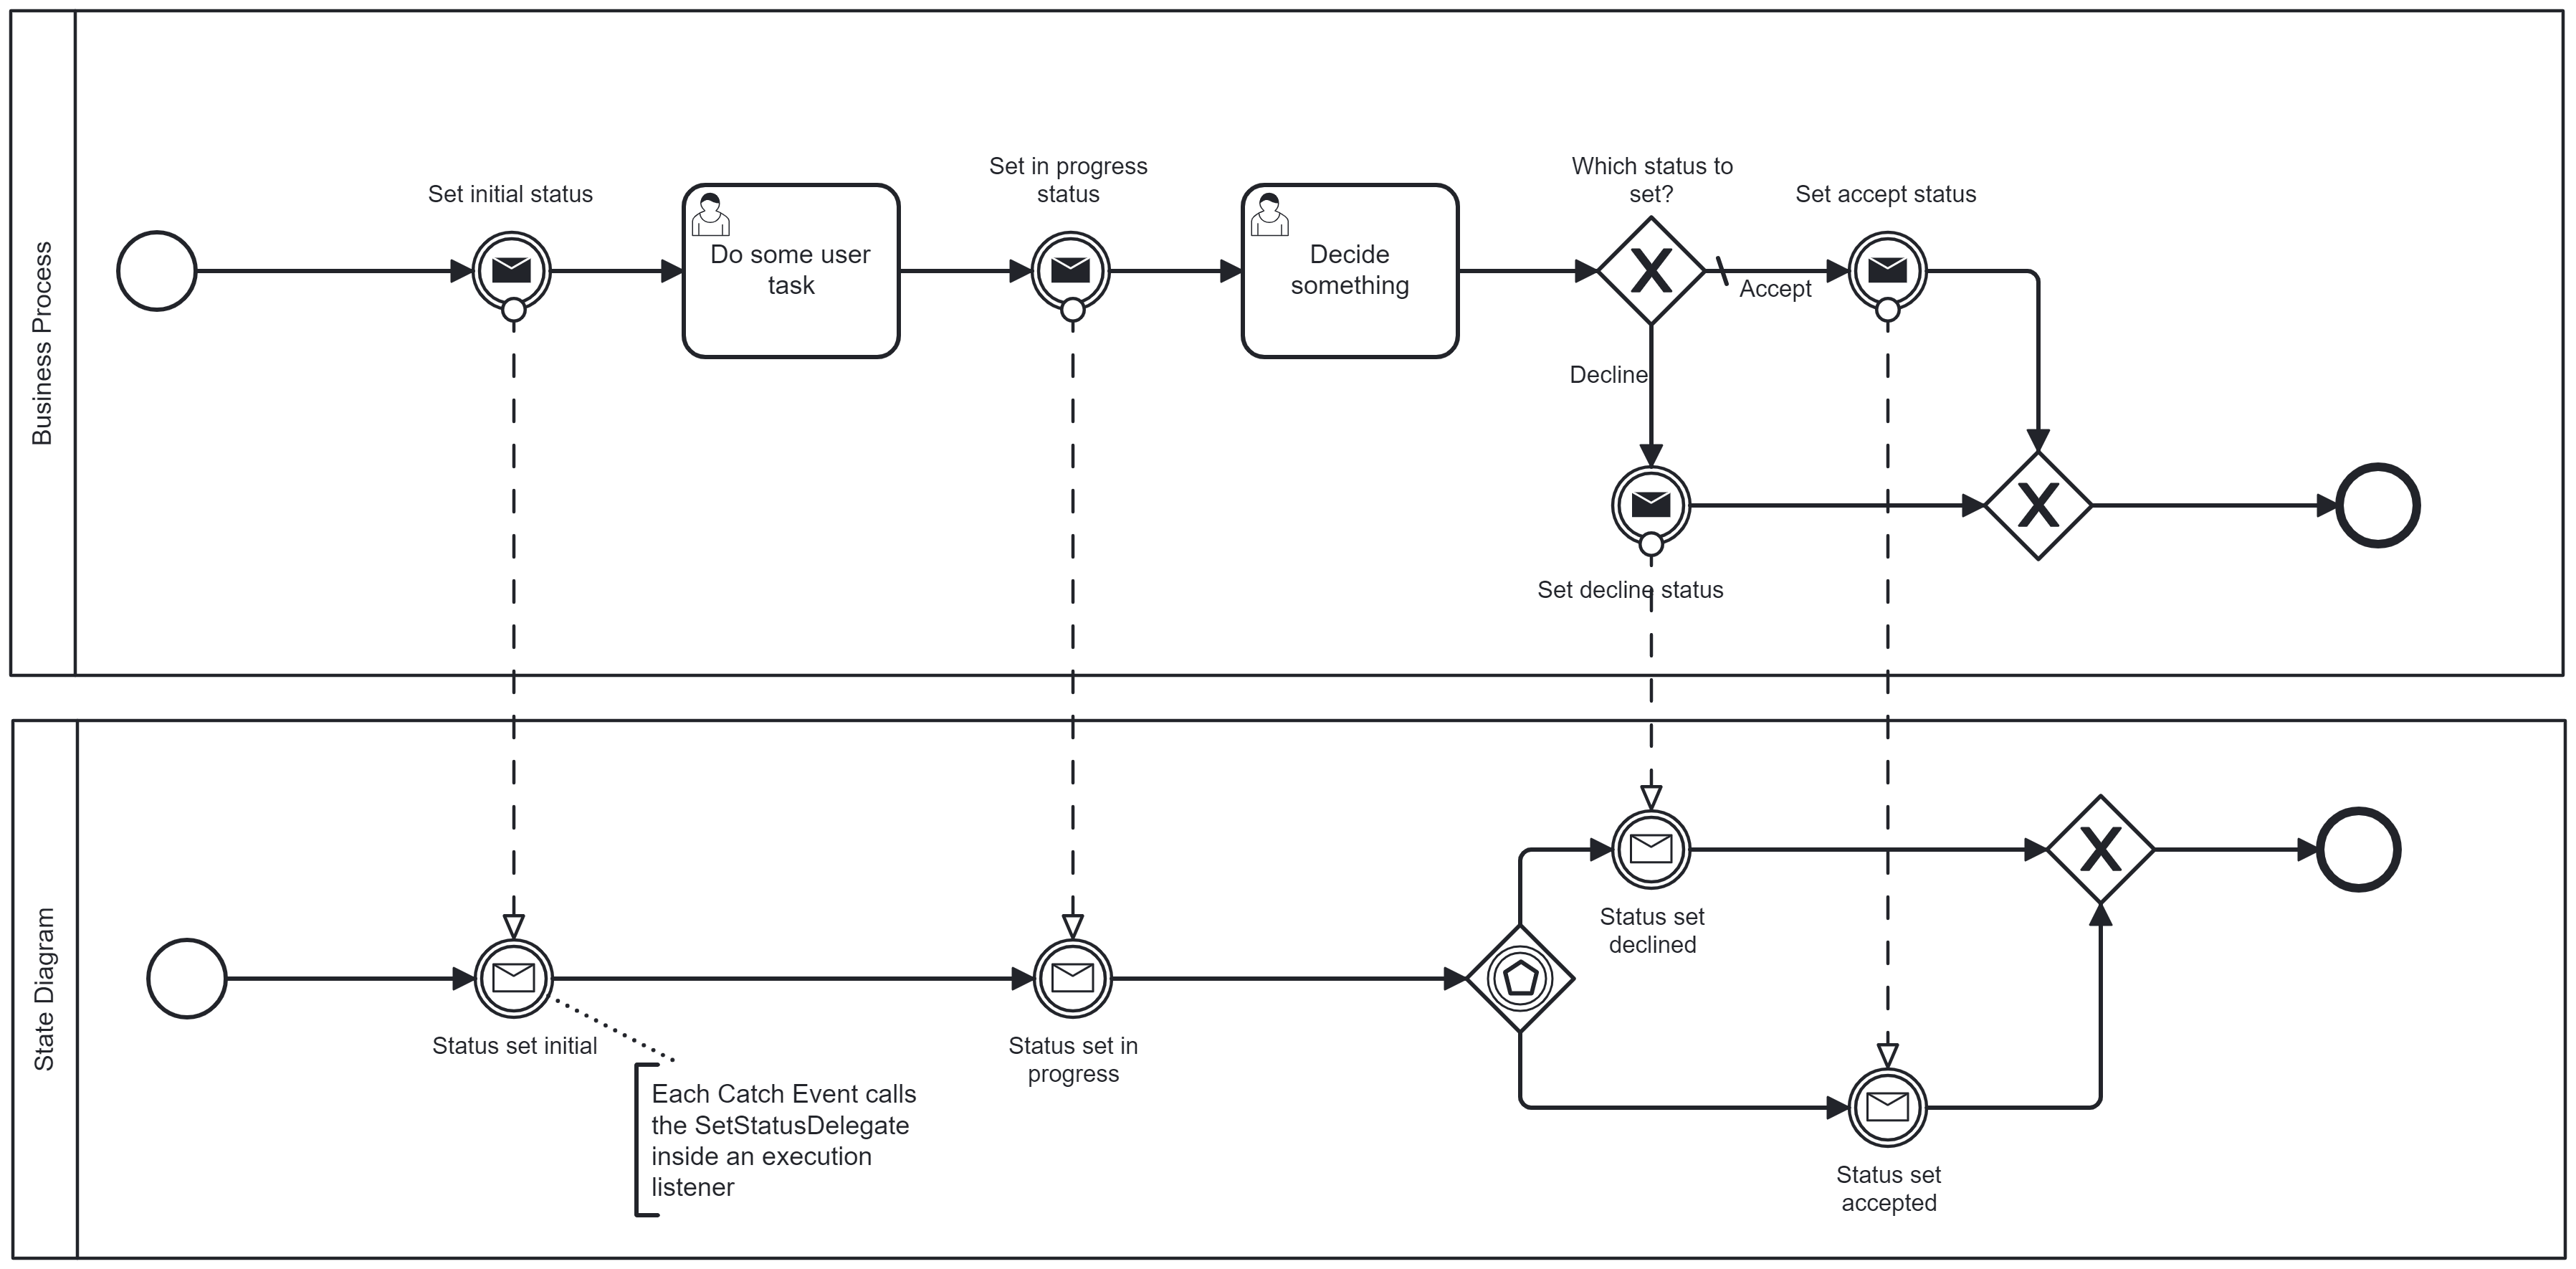 Business Process
Set initial status
Do some user
task
Set in progress
status
Decide
something
Which status to
set?
Accept
Set accept status
Decline
Set decline status
State Diagram
Status set initial
Each Catch Event calls
the SetStatusDelegate
inside an execution
listener
Status set in
progress
Status set
declined
Status set
accepted